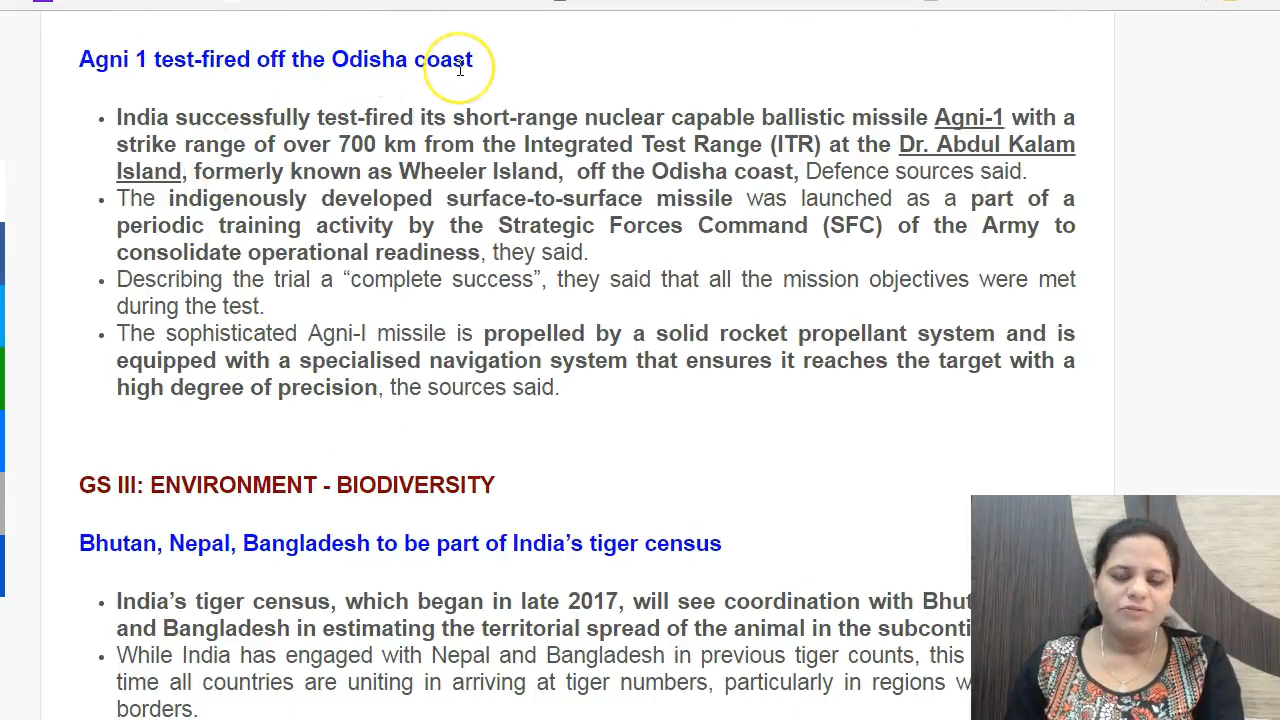 Agni 1 test-fired off the Odisha coast
• India successfully test-fired its short-range nuclear capable ballistic missile Agni-1 with a
strike range of over 700 km from the Integrated Test Range (ITR) at the Dr. Abdul Kalam
Island, formerly known as Wheeler Island, off the Odisha coast, Defence sources said.
• The indigenously developed surface-to-surface missile was launched as a part of a
periodic training activity by the Strategic Forces Command (SFC) of the Army to
consolidate operational readiness, they said.
• Describing the trial a “complete success”, they said that all the mission objectives were met
during the test.
• The sophisticated Agni-I missile is propelled by a solid rocket propellant system and is
equipped with a specialised navigation system that ensures it reaches the target with a
high degree of precision, the sources said.
GS III: ENVIRONMENT - BIODIVERSITY
Bhutan, Nepal, Bangladesh to be part of India’s tiger census
• India’s tiger census, which began in late 2017, will see coordination with
and Bangladesh in estimating the territorial spread of the animal in the
• While India has engaged with Nepal and Bangladesh in previous tiger counts, this
time all countries are uniting in arriving at tiger numbers, particularly in regions
borders.